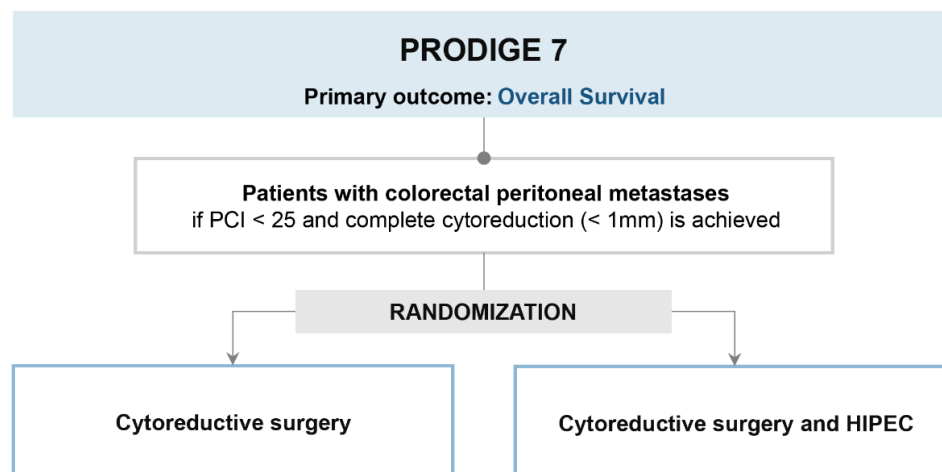 PRODIGE 7
Primary outcome: Overall Survival
Patients with colorectal peritoneal metastases
if PCI < 25 and complete cytoreduction (< 1mm) is achieved
RANDOMIZATION
Cytoreductive surgery
Cytoreductive surgery and HIPEC